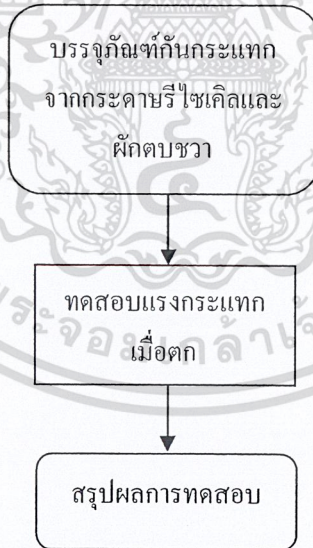 บรรจุภัณฑ์กันกระแทก
จากกระดาษรีไซเคิลและ
ผักตบชวา
ทดสอบแรงกระแทก
เมื่อตก
สรุปผลการทดสอบ